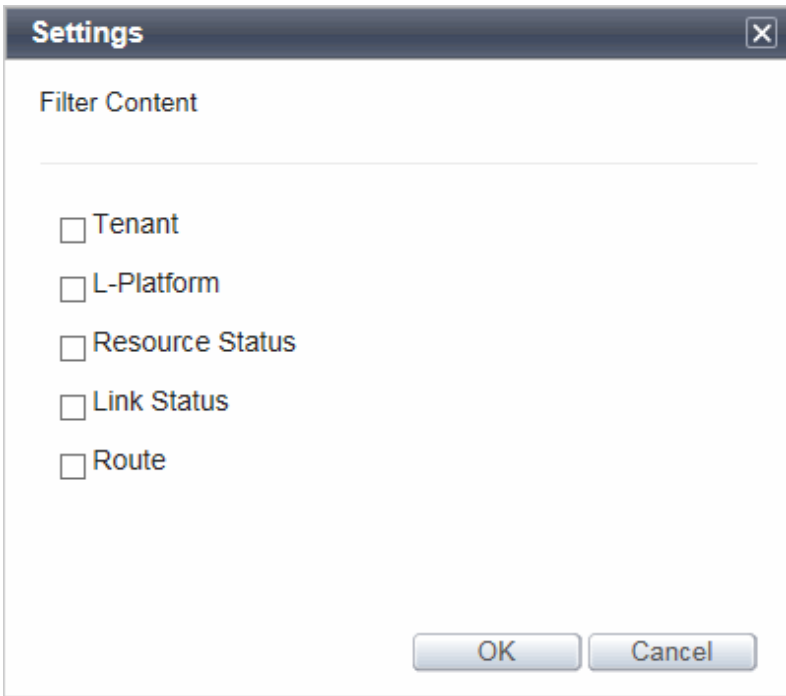 Settings
Filter Content
Tenant
L-Platform
Resource Status
Link Status
Route
OK Cancel